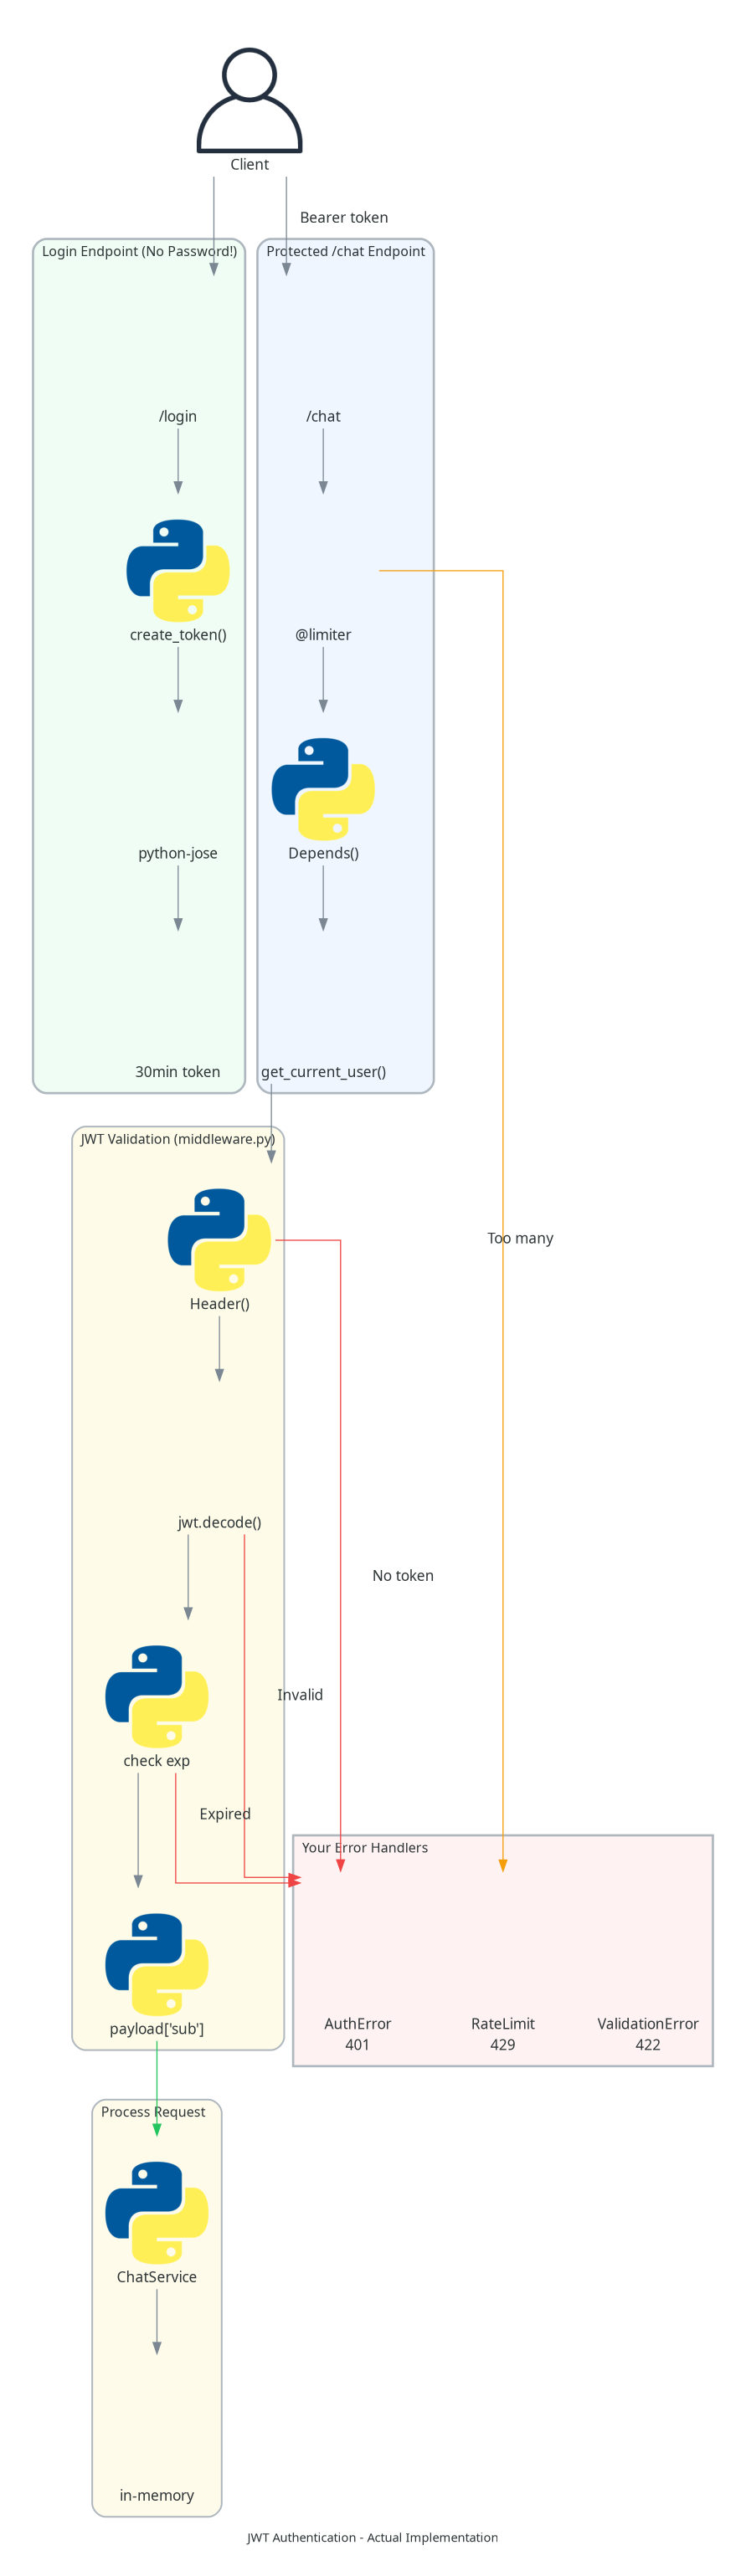 Client
Bearer token
Login Endpoint (No Password!)
Protected /chat Endpoint
/login
/chat
create_token()
@limiter
python-jose
Depends()
30min token
get_current_user()
JWT Validation (middleware.py)
Too many
Header()
jwt.decode()
No token
Invalid
check exp
Expired
Your Error Handlers
payload['sub']
AuthError
401
RateLimit
429
ValidationError
422
Process Request
ChatService
in-memory
JWT Authentication - Actual Implementation